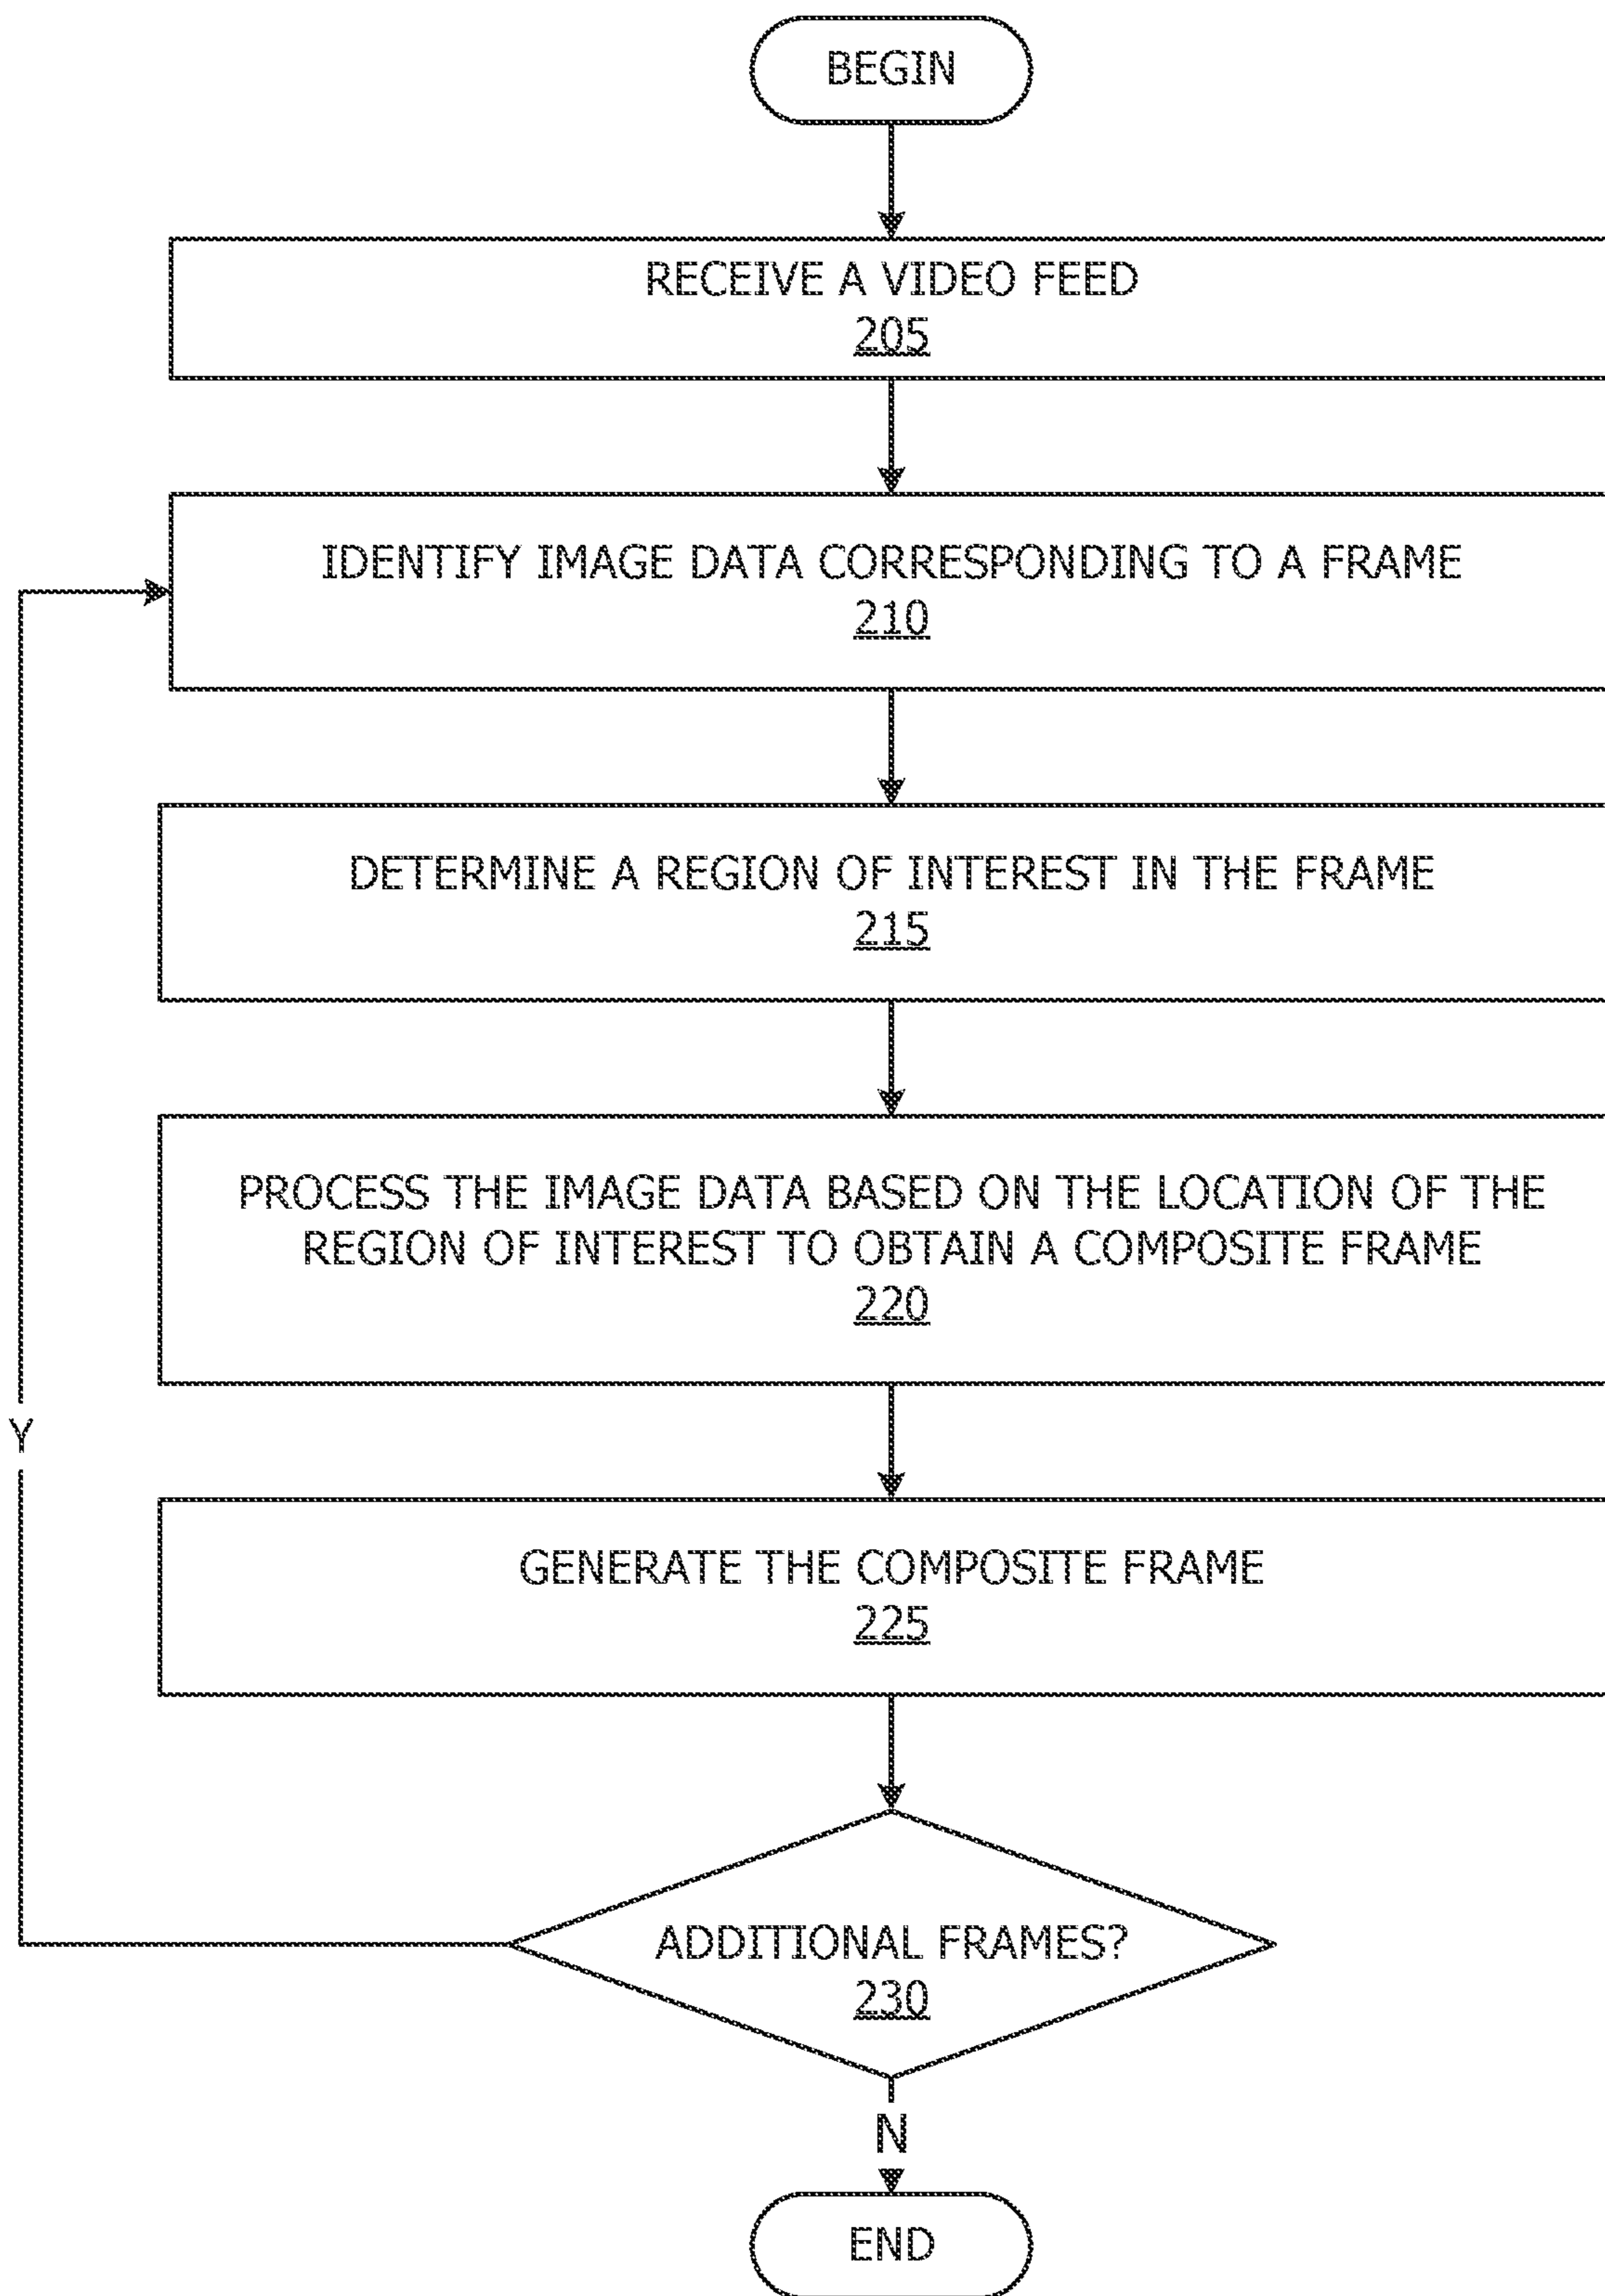 BEGIN
RECEIVE A VIDEO FEED
205
IDENTIFY IMAGE DATA CORRESPONDING TO A FRAME
210
DETERMINE A REGION OF INTEREST IN THE FRAME
215
PROCESS THE IMAGE DATA BASED ON THE LOCATION OF THE
REGION OF INTEREST TO OBTAIN A COMPOSITE FRAME
220
Y
GENERATE THE COMPOSITE FRAME
225
ADDITIONAL FRAMES?
230
N
END